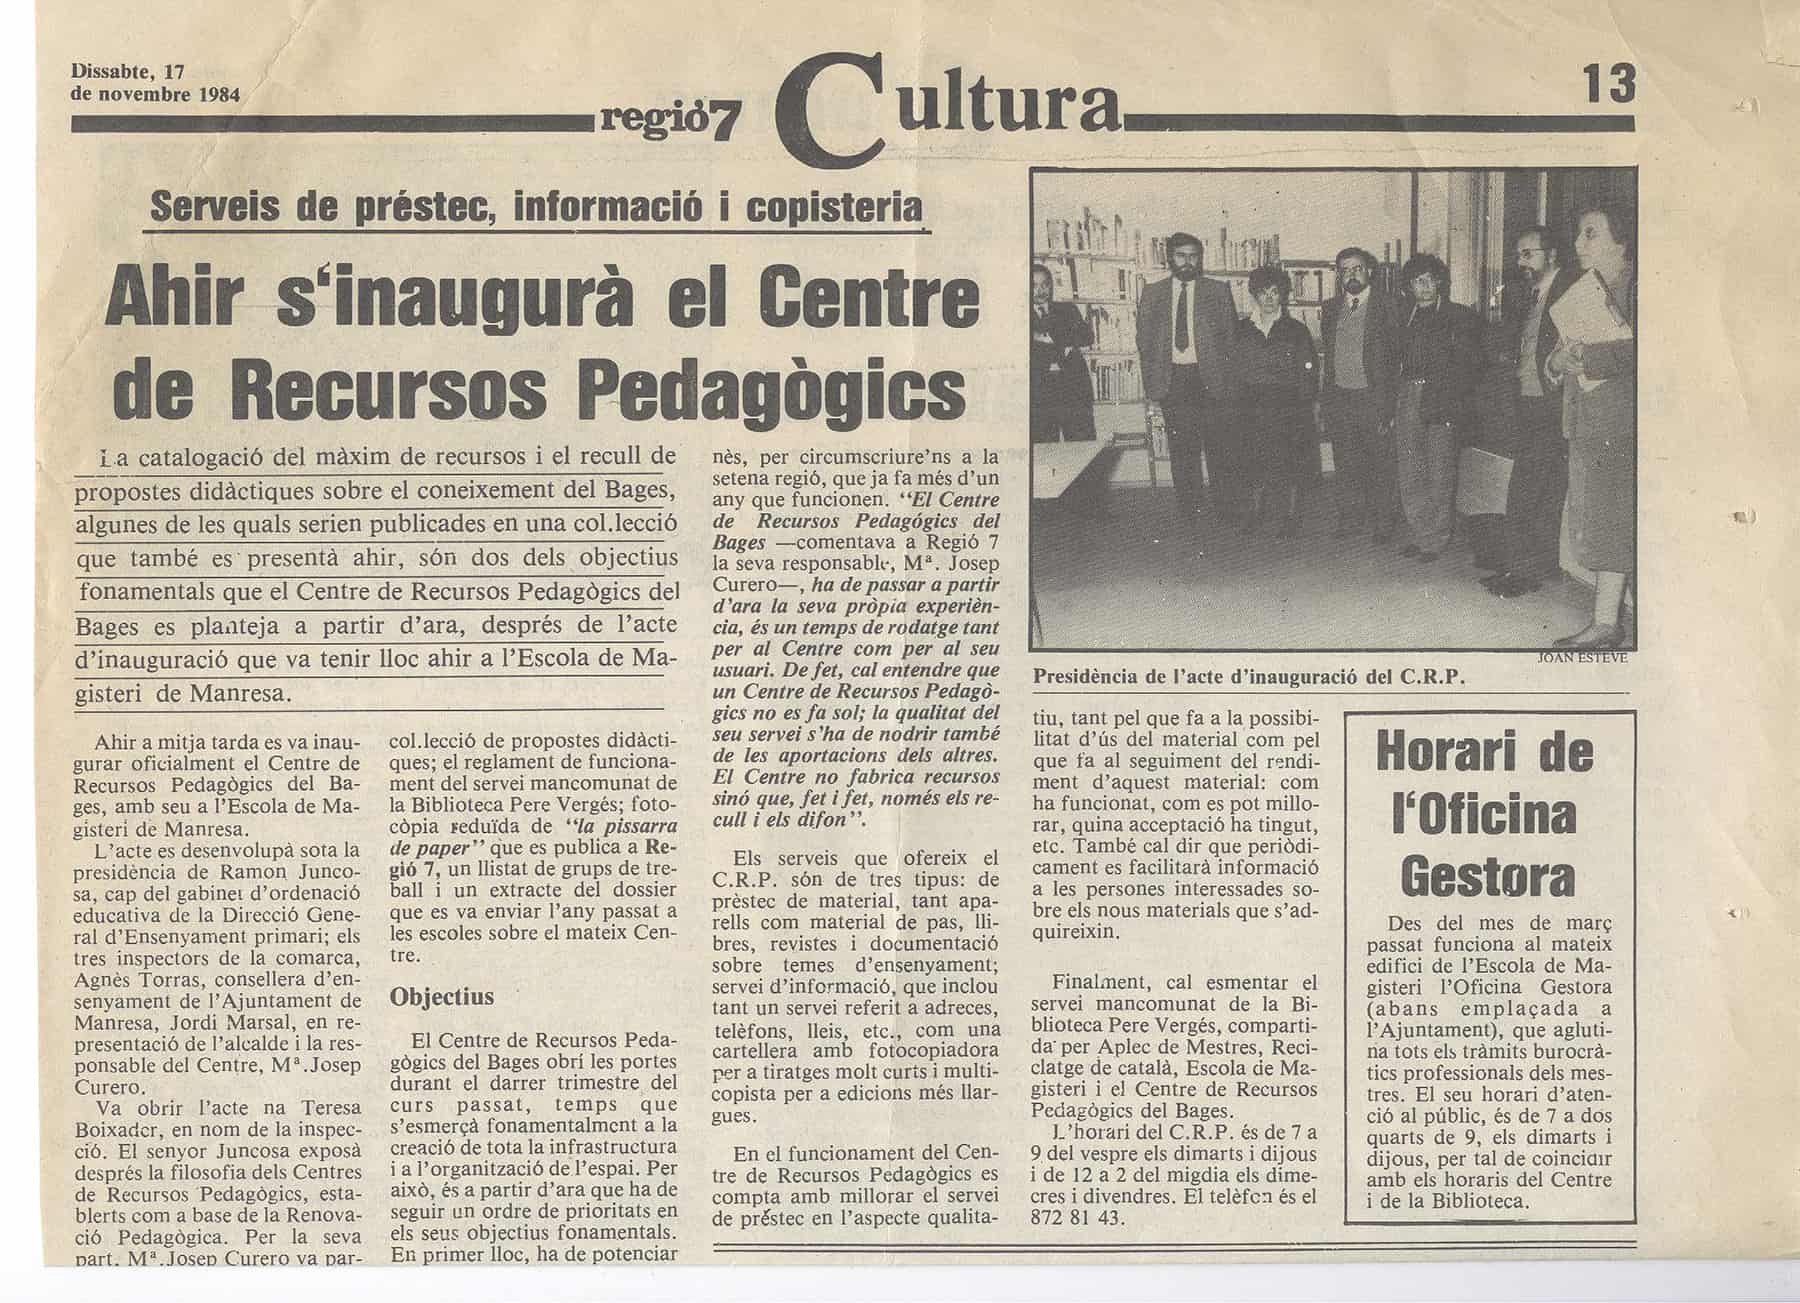 Dissabte, 17
de novembre 1984
regió7
Cultura
13
Serveis de préstec, informació i copisteria
Ahir s‘inaugurà el Centre
de Recursos Pedagògics
La catalogació del màxim de recursos i el recull de
propostes didàctiques sobre el coneixement del Bages,
algunes de les quals serien publicades en una col.lecció
que també es presentà ahir, són dos dels objectius
fonamentals que el Centre de Recursos Pedagògics del
Bages es planteja a partir d’ara, després de l’acte
d’inauguració que va tenir lloc ahir a l’Escola de Ma-
gisteri de Manresa.
Ahir a mitja tarda es va inau-
gurar oficialment el Centre de
Recursos Pedagògics del Ba-
ges, amb seu a l’Escola de Ma-
gisteri de Manresa.
L’acte es desenvolupà sota la
presidència de Ramon Junco-
sa, cap del gabinet d’ordenació
educativa de la Direcció Gene-
ral d’Ensenyament primari; els
tres inspectors de la comarca,
Agnès Torras, consellera d’en-
senyament de l’Ajuntament de
Manresa, Jordi Marsal, en re-
presentació de l’alcalde i la res-
ponsable del Centre, Mª.Josep
Curero.
Va obrir l’acte na Teresa
Boixader, en nom de la inspec-
ció. El senyor Juncosa exposà
després la filosofia dels Centres
de Recursos Pedagògics, esta-
blerts com a base de la Renova-
ció Pedagògica. Per la seva
part, Mª.Josep Curero va par-
col.lecció de propostes didàcti-
ques; el reglament de funciona-
ment del servei mancomunat de
la Biblioteca Pere Vergés; foto-
còpia reduïda de “la pissarra
de paper” que es publica a Re-
gió 7, un llistat de grups de tre-
ball i un extracte del dossier
que es va enviar l’any passat a
les escoles sobre el mateix Cen-
tre.
Objectius
El Centre de Recursos Peda-
gògics del Bages obrí les portes
durant el darrer trimestre del
curs passat, temps que
s’esmerçà fonamentalment a la
creació de tota la infrastructura
i a l’organització de l’espai. Per
això, és a partir d’ara que ha de
seguir un ordre de prioritats en
els seus objectius fonamentals.
En primer lloc, ha de potenciar
nès, per circumscriure’ns a la
setena regió, que ja fa més d’un
any que funcionen. “El Centre
de Recursos Pedagógics del
Bages —comentava a Regió 7
la seva responsable, Mª. Josep
Curero—, ha de passar a partir
d’ara la seva pròpia experièn-
cia, és un temps de rodatge tant
per al Centre com per al seu
usuari. De fet, cal entendre que
un Centre de Recursos Pedagò-
gics no es fa sol; la qualitat del
seu servei s’ha de nodrir també
de les aportacions dels altres.
El Centre no fabrica recursos
sinó que, fet i fet, només els re-
cull i els difon”.
Els serveis que ofereix el
C.R.P. són de tres tipus: de
prèstec de material, tant apa-
rells com material de pas, lli-
bres, revistes i documentació
sobre temes d’ensenyament;
servei d’informació, que inclou
tant un servei referit a adreces,
telèfons, lleis, etc., com una
cartellera amb fotocopiadora
per a tiratges molt curts i multi-
copista per a edicions més llar-
gues.
En el funcionament del Cen-
tre de Recursos Pedagògics es
compta amb millorar el servei
de préstec en l’aspecte qualita-
JOAN ESTEVE
Presidència de l’acte d’inauguració del C.R.P.
tiu, tant pel que fa a la possibi-
litat d’ús del material com pel
que fa al seguiment del rendi-
ment d’aquest material: com
ha funcionat, com es pot millo-
rar, quina acceptació ha tingut,
etc. També cal dir que periòdi-
cament es facilitarà informació
a les persones interessades so-
bre els nous materials que s’ad-
quireixin.
Finalment, cal esmentar el
servei mancomunat de la Bi-
blioteca Pere Vergés, comparti-
da per Aplec de Mestres, Reci-
clatge de català, Escola de Ma-
gisteri i el Centre de Recursos
Pedagògics del Bages.
L’horari del C.R.P. és de 7 a
9 del vespre els dimarts i dijous
i de 12 a 2 del migdia els dime-
cres i divendres. El telèfon és el
872 81 43.
Horari de
l‘Oficina
Gestora
Des del mes de març
passat funciona al mateix
edifici de l’Escola de Ma-
gisteri l’Oficina Gestora
(abans emplaçada a
l’Ajuntament), que agluti-
na tots els tràmits burocrà-
tics professionals dels mes-
tres. El seu horari d’aten-
ció al públic, és de 7 a dos
quarts de 9, els dimarts i
dijous, per tal de coincidir
amb els horaris del Centre
i de la Biblioteca.